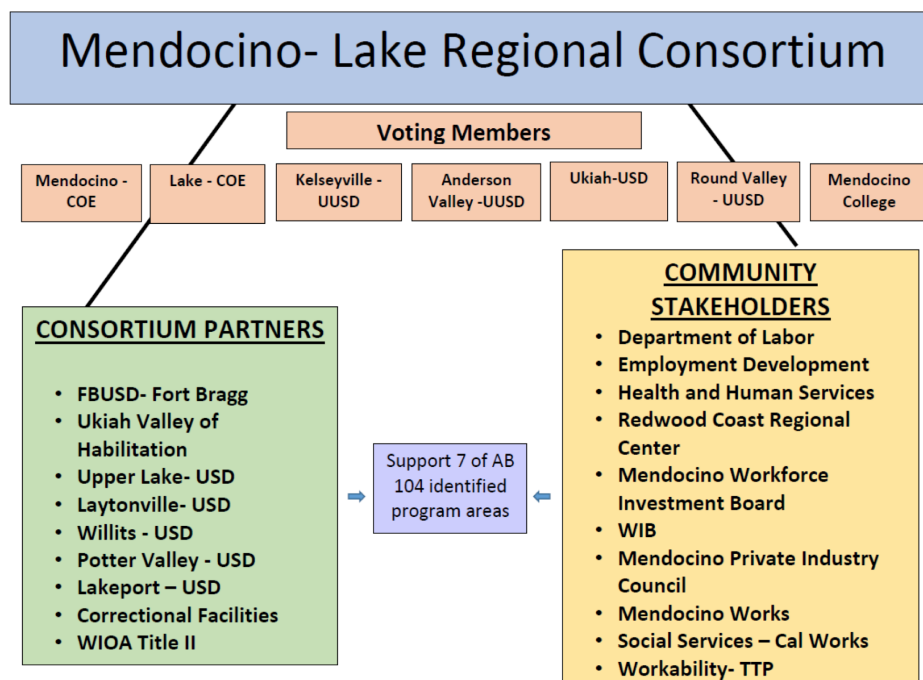 Mendocino- Lake Regional Consortium
Voting Members
Mendocino -
COE
Lake - COE
Kelseyville -
UUSD
Anderson
Valley -UUSD
Ukiah-USD
Round Valley
- UUSD
Mendocino
College
CONSORTIUM PARTNERS
• FBUSD- Fort Bragg
• Ukiah Valley of
Habilitation
• Upper Lake- USD
• Laytonville- USD
• Willits - USD
• Potter Valley - USD
• Lakeport – USD
• Correctional Facilities
• WIOA Title II
Support 7 of AB
104 identified
program areas
COMMUNITY
STAKEHOLDERS
• Department of Labor
• Employment Development
• Health and Human Services
• Redwood Coast Regional
Center
• Mendocino Workforce
Investment Board
• WIB
• Mendocino Private Industry
Council
• Mendocino Works
• Social Services – Cal Works
• Workability- TTP